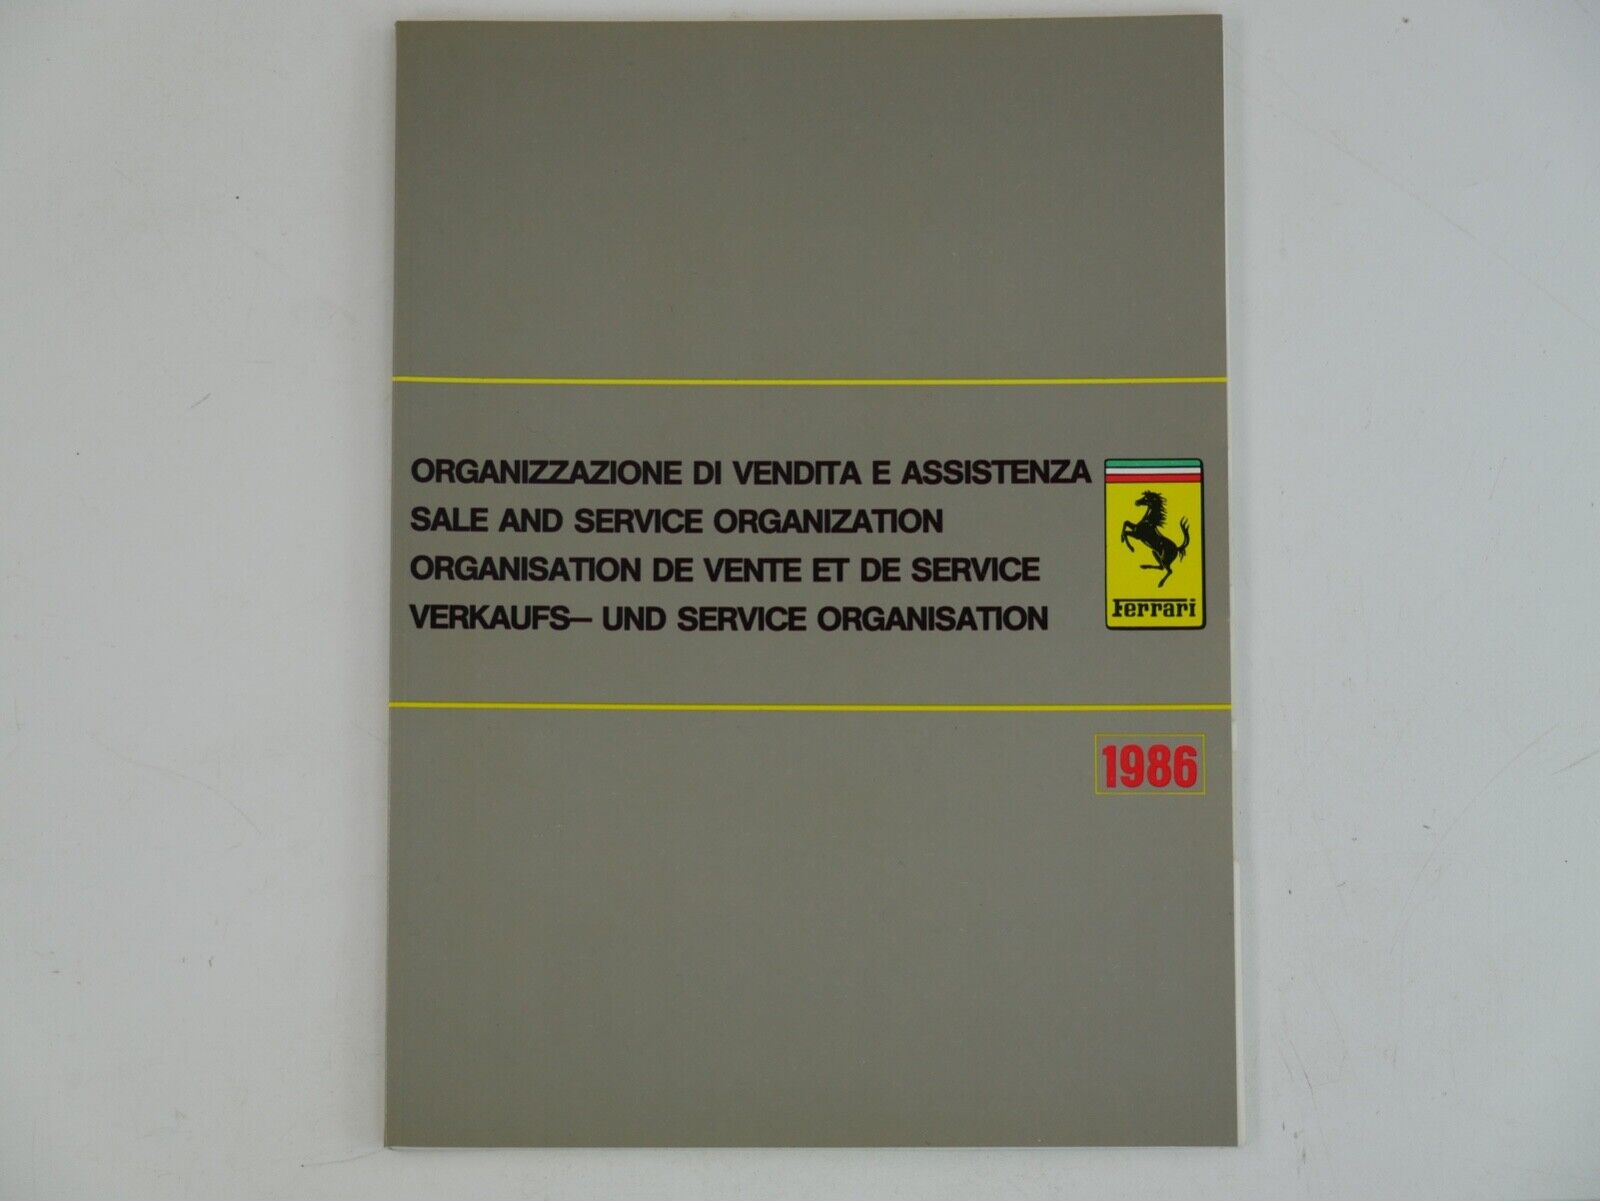 ORGANIZZAZIONE DI VENDITA E ASSISTENZA
SALE AND SERVICE ORGANIZATION
ORGANISATION DE VENTE ET DE SERVICE
VERKAUFS— UND SERVICE ORGANISATION
Ferrari
1986